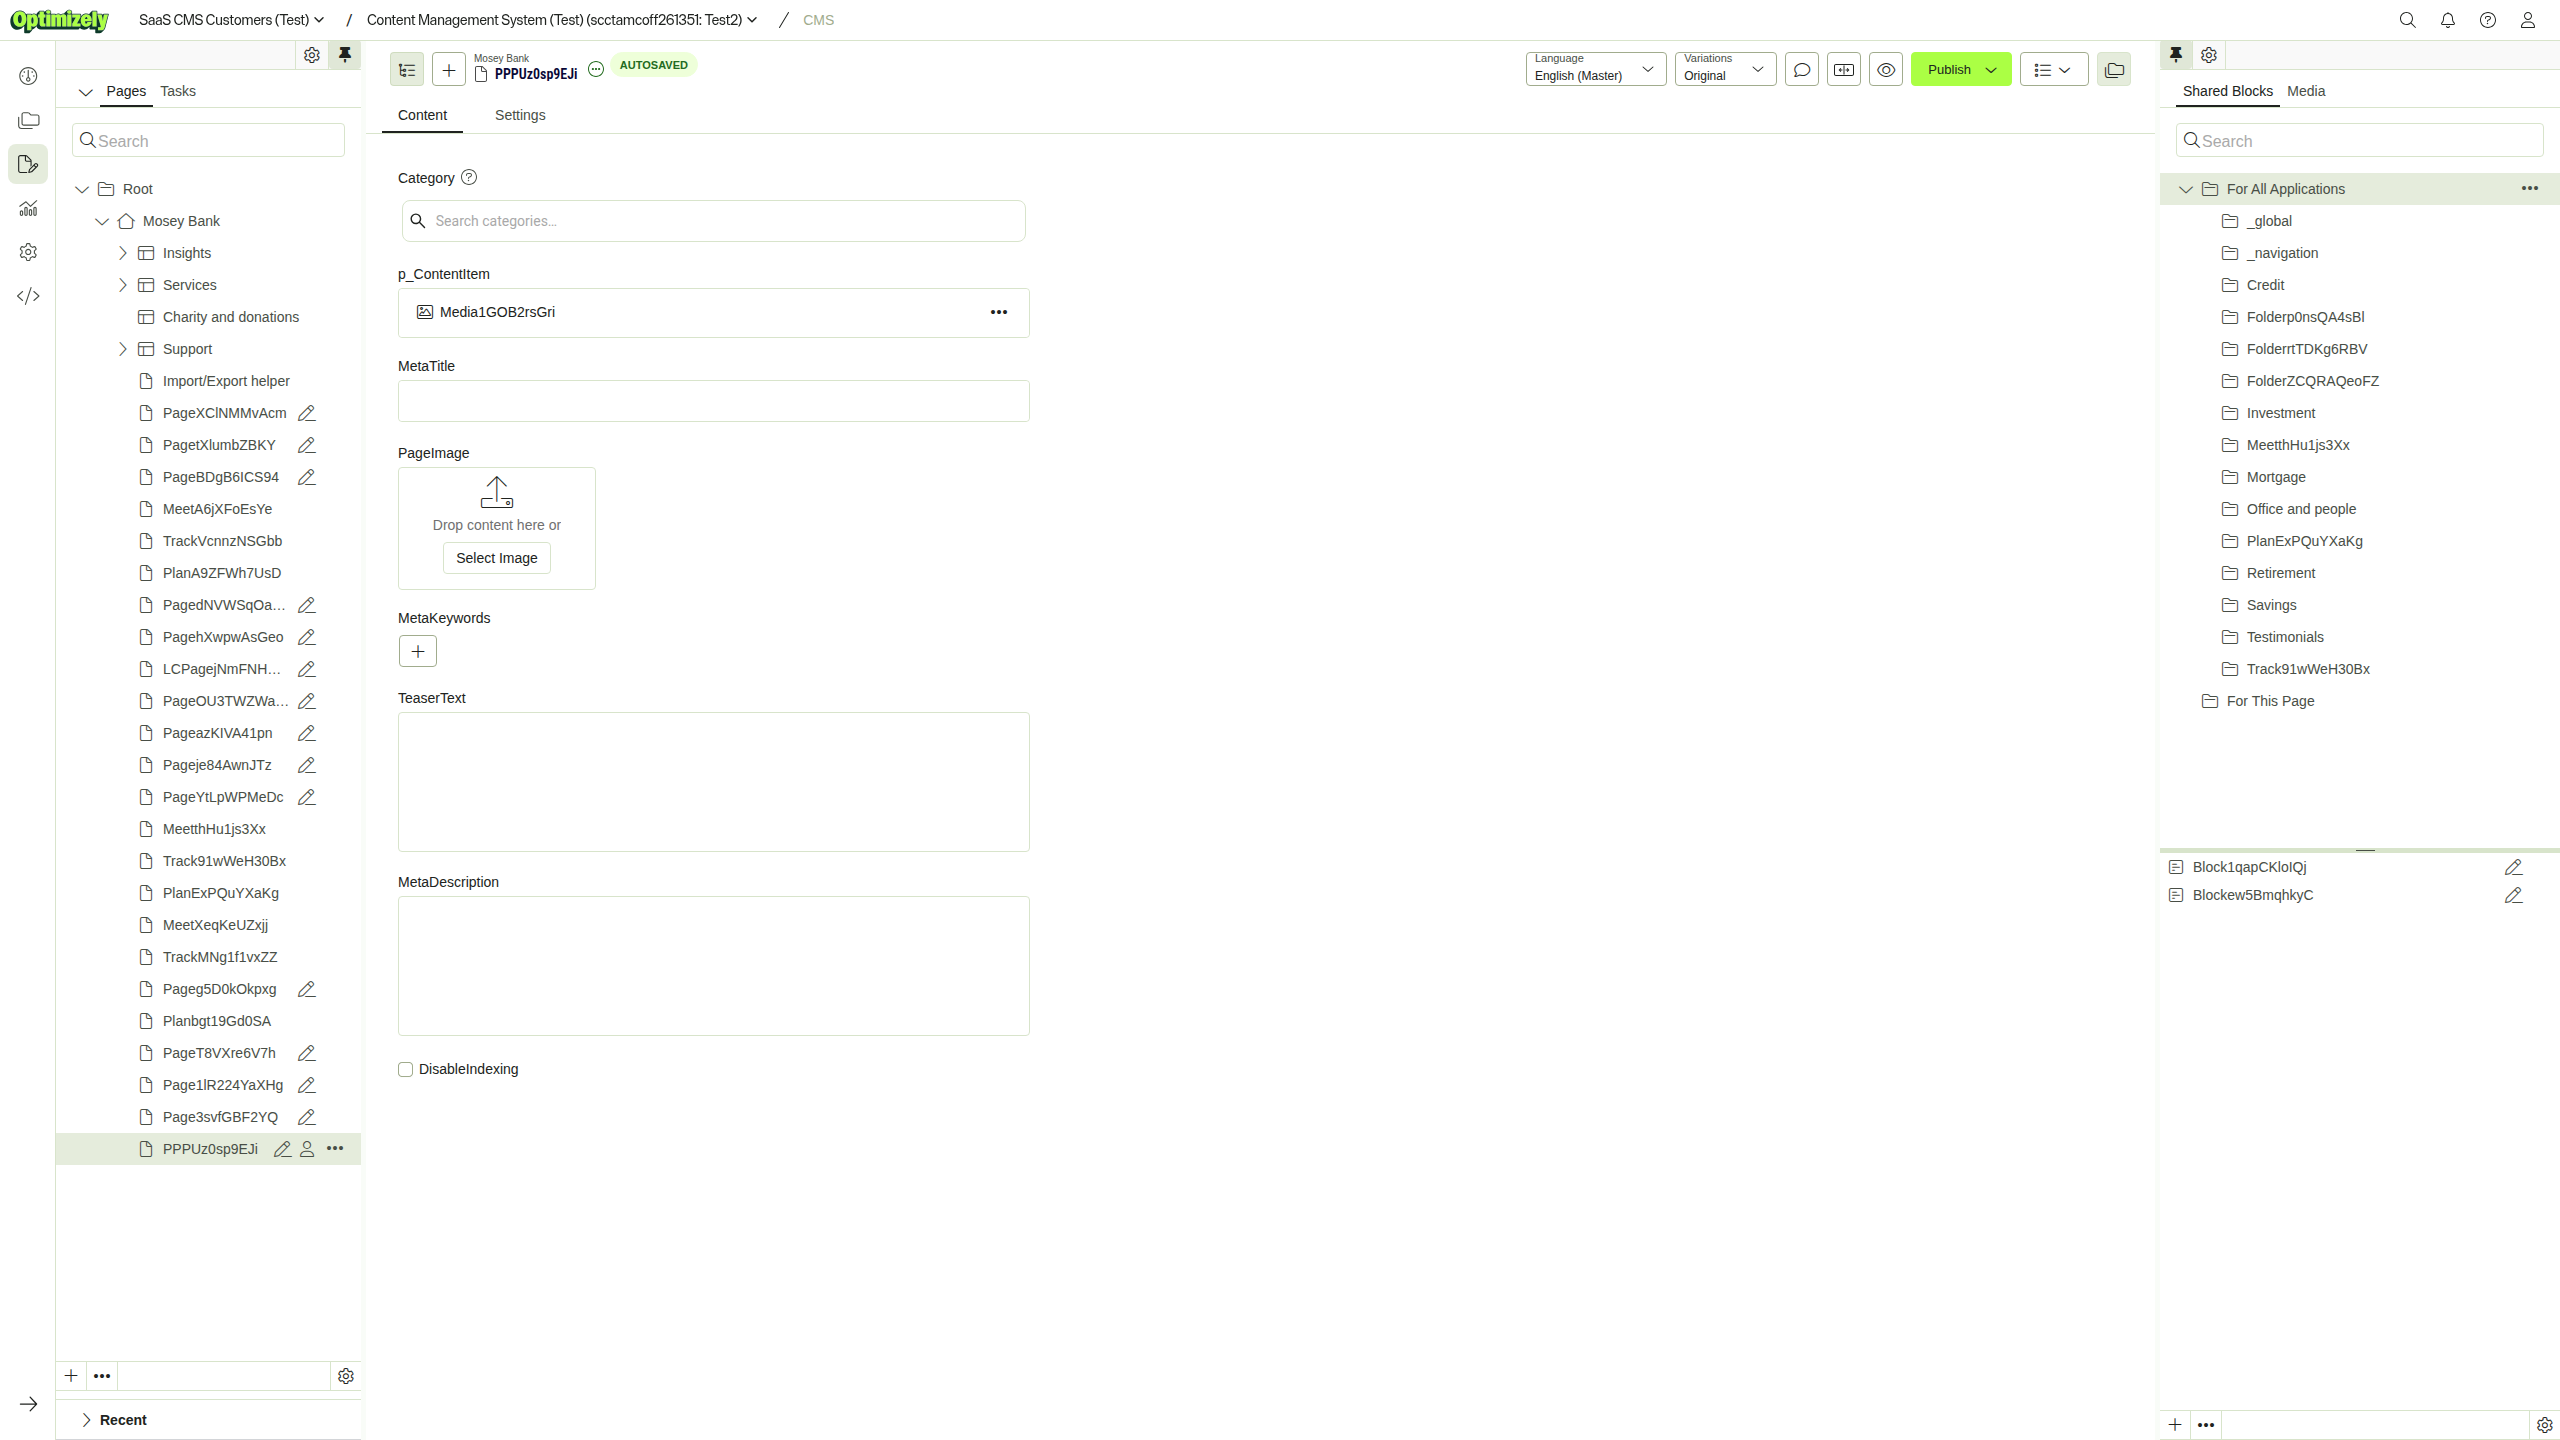 Optimizely
SaaS CMS Customers (Test) / Content Management System (Test) (scctamcoff261351: Test2) / CMS
Pages Tasks
Search
Root
Mosey Bank
Insights
Services
Charity and donations
Support
Import/Export helper
PageXClNMMvAcm
PagetXlumbZBKY
PageBDgB6ICS94
MeetA6jXFoEsYe
TrackVcnnzNSGbb
PlanA9ZFWh7UsD
PagedNVWSqOa...
PagehXwpwAsGeo
LCPagejNmFNH...
PageOU3TWZWa...
PageazKIVA41pn
Pageje84AwnJTz
PageYtLpWPMeDc
MeetthHu1js3Xx
Track91wWeH30Bx
PlanExPQuYXaKg
MeetXeqKeUZxjj
TrackMNg1f1vxZZ
Pageg5D0kOkpxg
Planbgt19Gd0SA
PageT8VXre6V7h
Page1lR224YaXHg
Page3svfGBF2YQ
PPPUz0sp9EJi
Recent
Mosey Bank
PPPUz0sp9EJi
AUTOSAVED
Language
English (Master)
Variations
Original
Publish
Content Settings
Category
Search categories...
p_ContentItem
Media1GOB2rsGri
MetaTitle
PageImage
Drop content here or
Select Image
MetaKeywords
TeaserText
MetaDescription
DisableIndexing
Shared Blocks Media
Search
For All Applications
_global
_navigation
Credit
Folderp0nsQA4sBl
FolderrtTDKg6RBV
FolderZCQRAQeoFZ
Investment
MeetthHu1js3Xx
Mortgage
Office and people
PlanExPQuYXaKg
Retirement
Savings
Testimonials
Track91wWeH30Bx
For This Page
Block1qapCKloIQj
Blockew5BmqhkyC